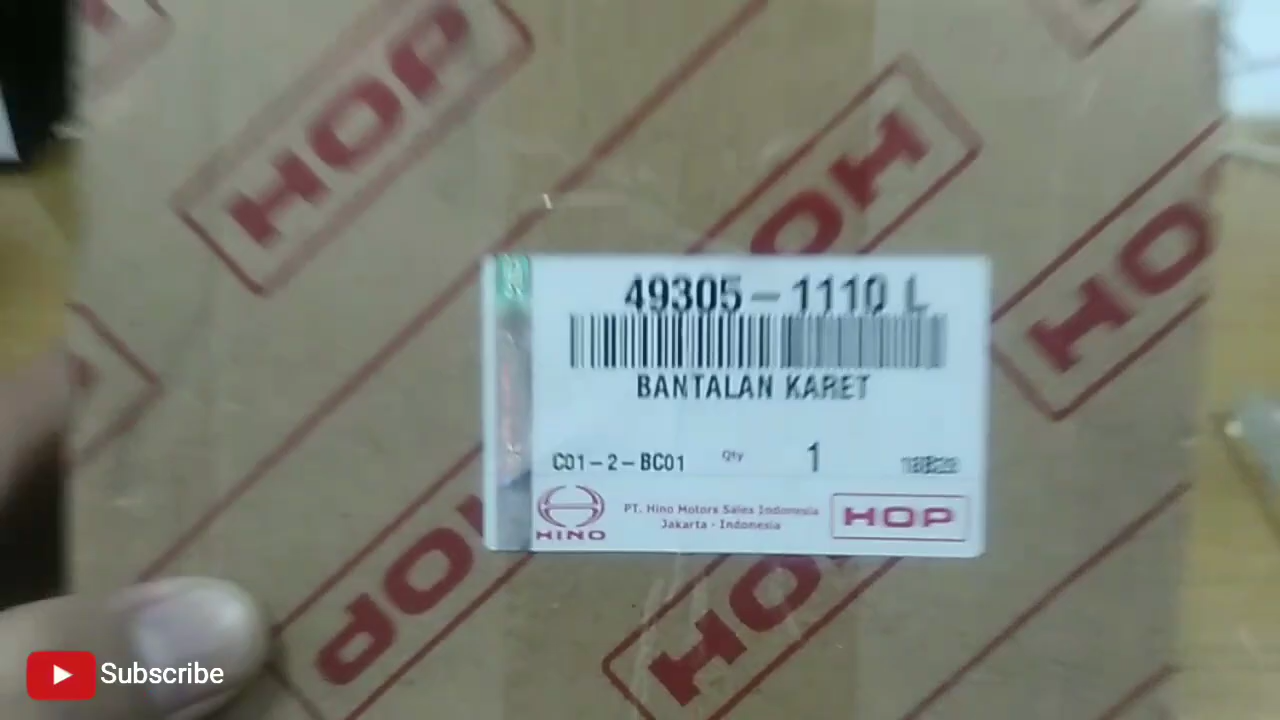 HOP
HOP
HOP
49305-1110 L
BANTALAN KARET
C01-2-BC01 Qty 1
PT. Hino Motors Sales Indonesia
Jakarta - Indonesia
HINO
HOP
HOP
HOP
Subscribe